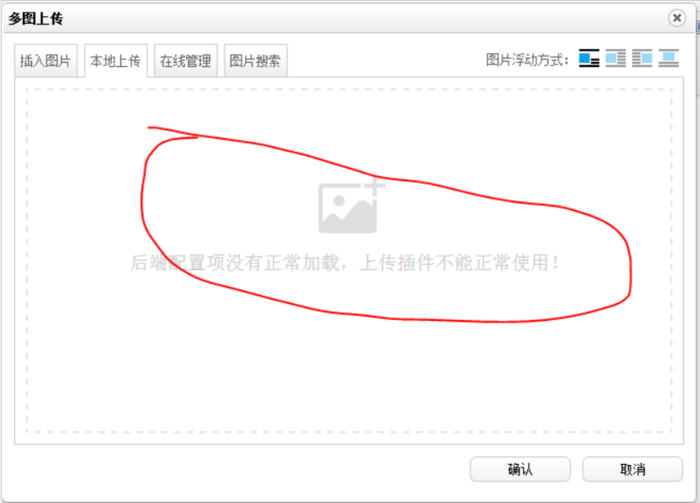 多图上传
插入图片 本地上传 在线管理 图片搜索 图片浮动方式:
后端配置项没有正常加载，上传插件不能正常使用！
确认 取消